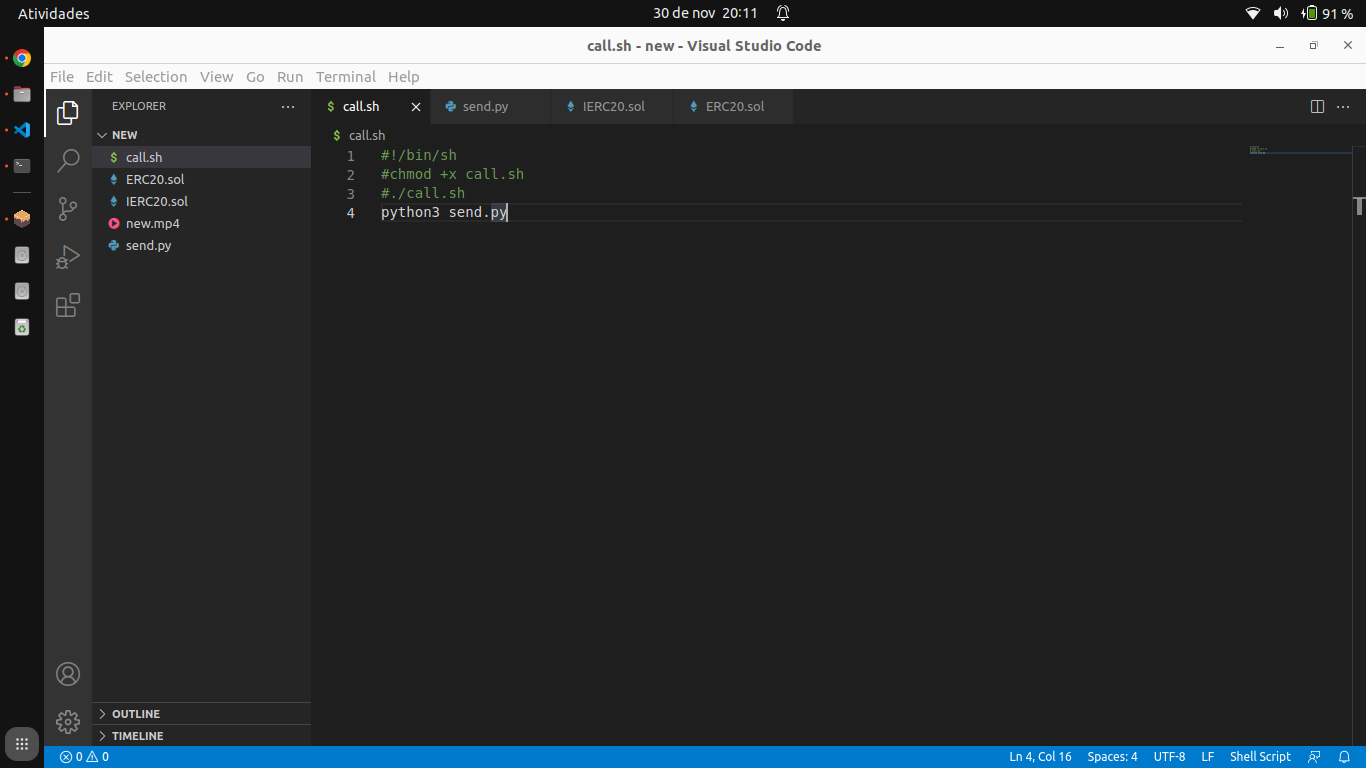 Atividades
30 de nov  20:11
91 %
call.sh - new - Visual Studio Code
File Edit Selection View Go Run Terminal Help
EXPLORER
NEW
call.sh
ERC20.sol
IERC20.sol
new.mp4
send.py
OUTLINE
TIMELINE
call.sh
send.py
IERC20.sol
ERC20.sol
$ call.sh
1 #!/bin/sh
2 #chmod +x call.sh
3 #./call.sh
4 python3 send.py
0 0
Ln 4, Col 16
Spaces: 4
UTF-8
LF
Shell Script